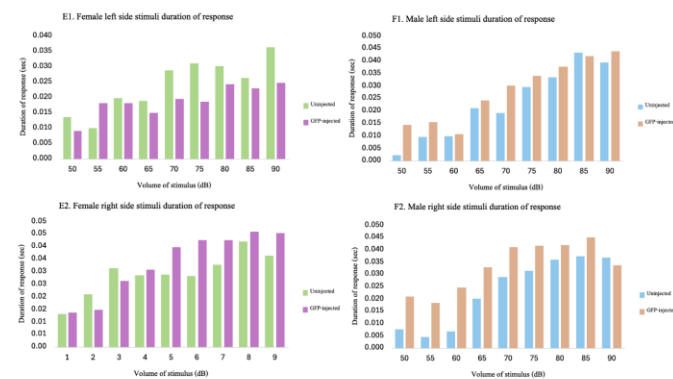 E1. Female left side stimuli duration of response
0.040
0.035
0.030
0.025
0.020
0.015
0.010
0.005
0.000
Duration of response (sec)
50 55 60 65 70 75 80 85 90
Volume of stimulus (dB)
Uninjected
GFP-injected
F1. Male left side stimuli duration of response
0.050
0.045
0.040
0.035
0.030
0.025
0.020
0.015
0.010
0.005
0.000
Duration of response (sec)
50 55 60 65 70 75 80 85 90
Volume of stimulus (dB)
Uninjected
GFP-injected
E2. Female right side stimuli duration of response
0.05
0.04
0.04
0.03
0.03
0.02
0.02
0.01
0.01
0.00
Duration of response (sec)
1 2 3 4 5 6 7 8 9
Volume of stimulus (dB)
Uninjected
GFP-injected
F2. Male right side stimuli duration of response
0.050
0.045
0.040
0.035
0.030
0.025
0.020
0.015
0.010
0.005
0.000
Duration of response (sec)
50 55 60 65 70 75 80 85 90
Volume of stimulus (dB)
Uninjected
GFP-injecte